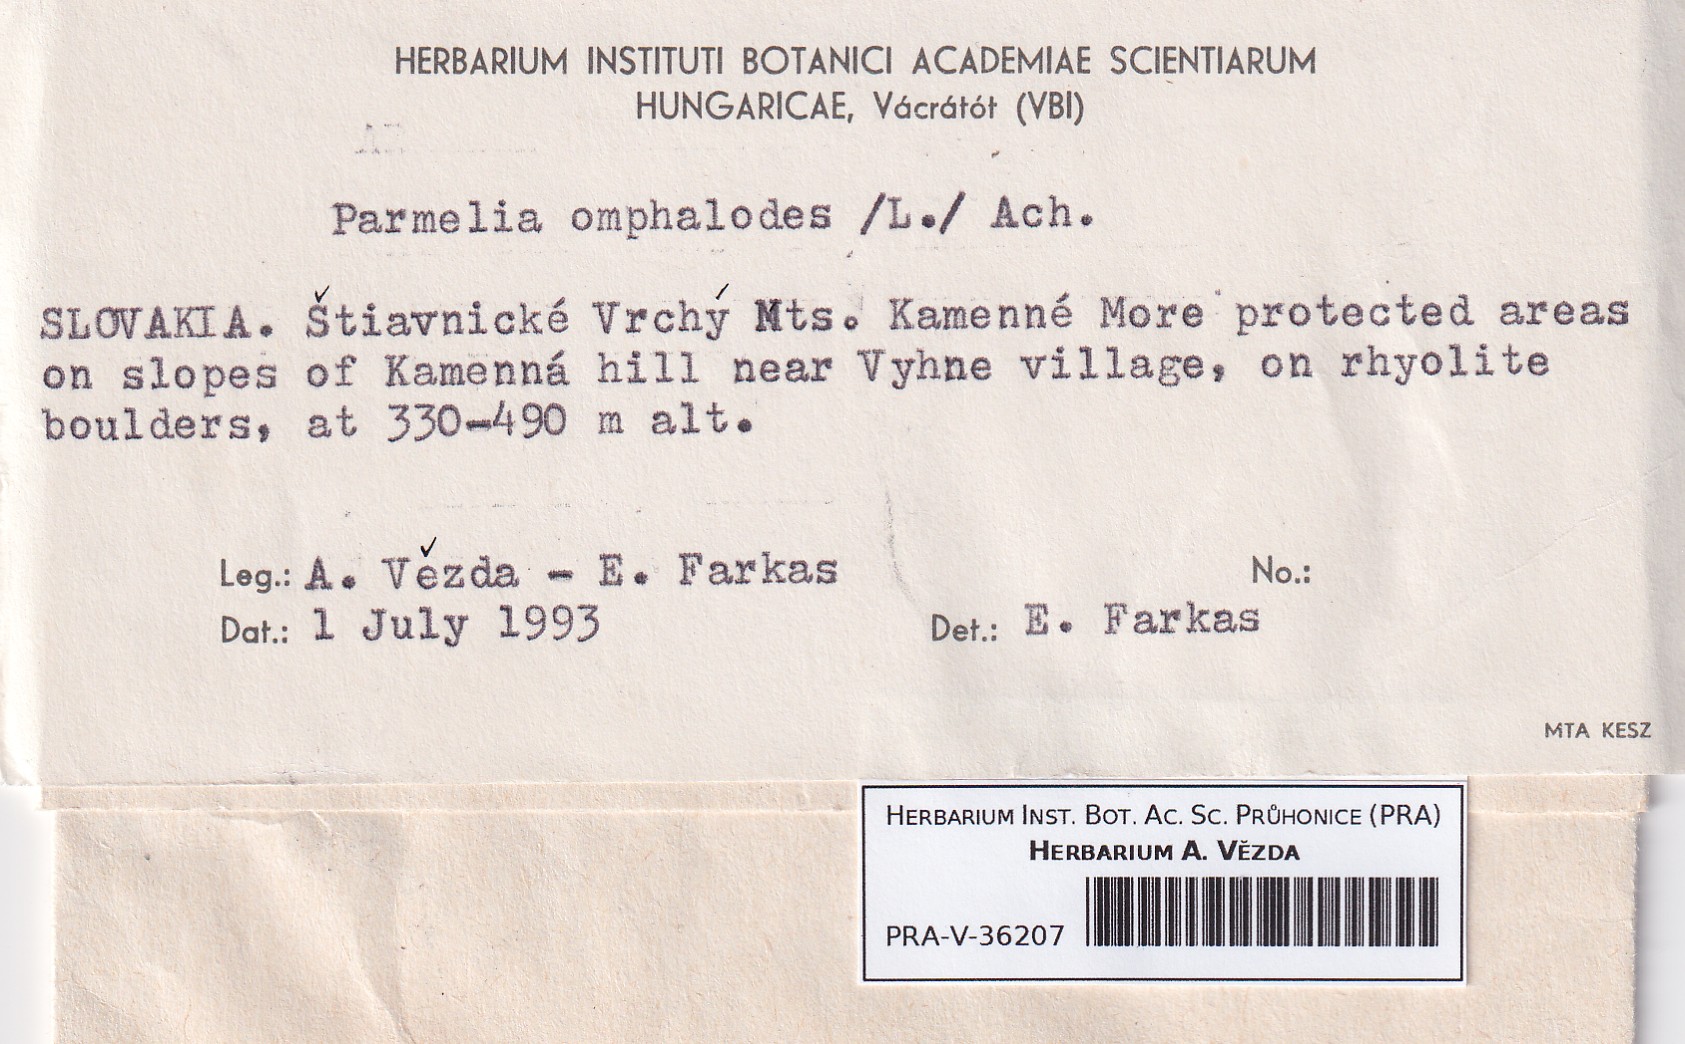 HERBARIUM INSTITUTI BOTANICI ACADEMIAE SCIENTIARUM
HUNGARICAE, Vácrátót (VBI)
Parmelia omphalodes /L./ Ach.
SLOVAKIA. Štiavnické Vrchý Mts. Kamenné More protected areas
on slopes of Kamenná hill near Vyhne village, on rhyolite
boulders, at 330-490 m alt.
Leg.: A. Vězda - E. Farkas No.:
Dat.: 1 July 1993 Det.: E. Farkas
MTA KESZ
HERBARIUM INST. BOT. AC. SC. PRŮHONICE (PRA)
HERBARIUM A. VĚZDA
PRA-V-36207